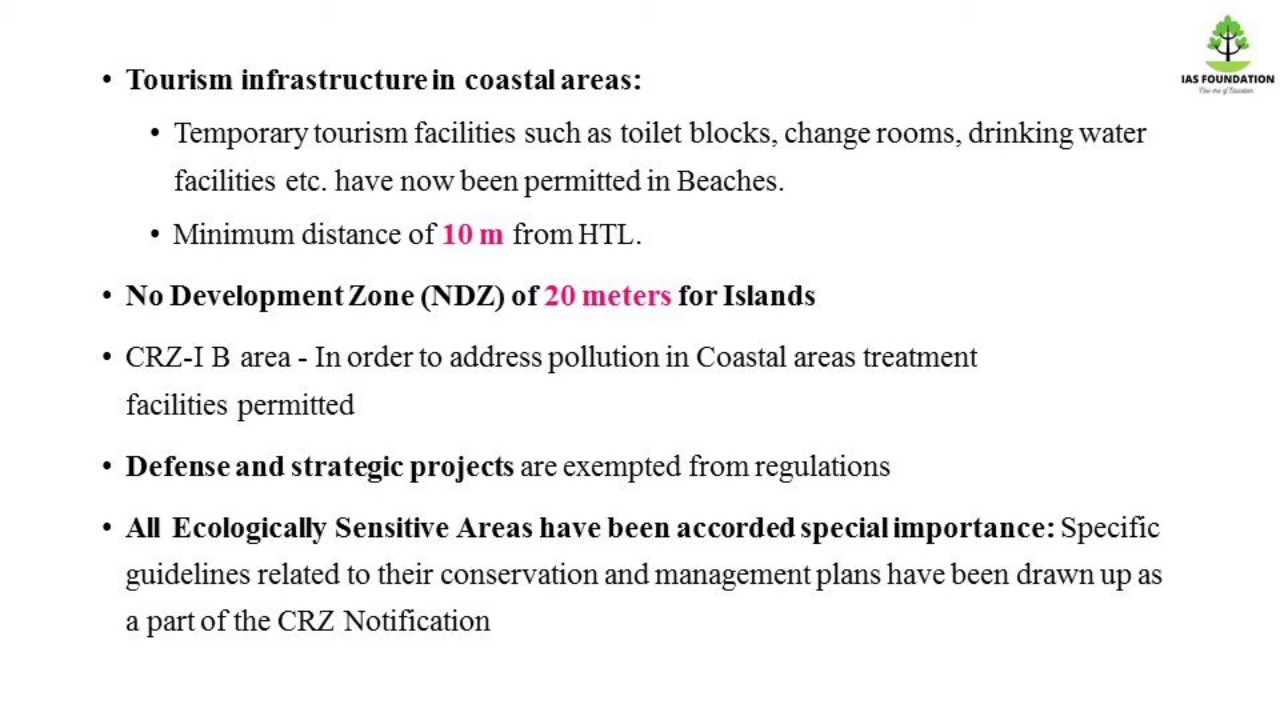 IAS FOUNDATION
• Tourism infrastructure in coastal areas:
• Temporary tourism facilities such as toilet blocks, change rooms, drinking water
facilities etc. have now been permitted in Beaches.
• Minimum distance of 10 m from HTL.
• No Development Zone (NDZ) of 20 meters for Islands
• CRZ-I B area - In order to address pollution in Coastal areas treatment
facilities permitted
• Defense and strategic projects are exempted from regulations
• All Ecologically Sensitive Areas have been accorded special importance: Specific
guidelines related to their conservation and management plans have been drawn up as
a part of the CRZ Notification